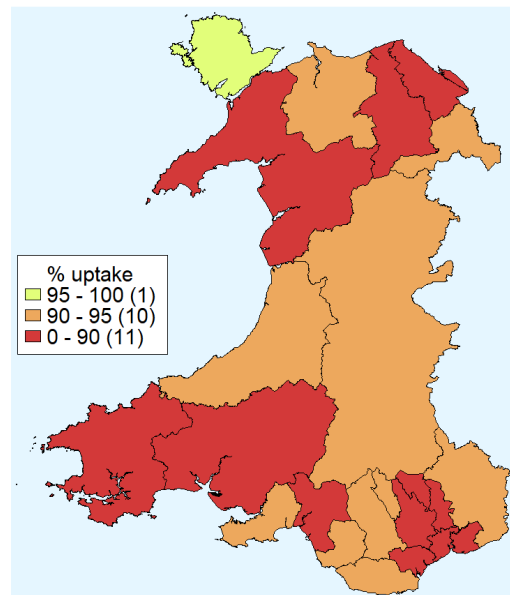 % uptake
95 - 100 (1)
90 - 95 (10)
0 - 90 (11)